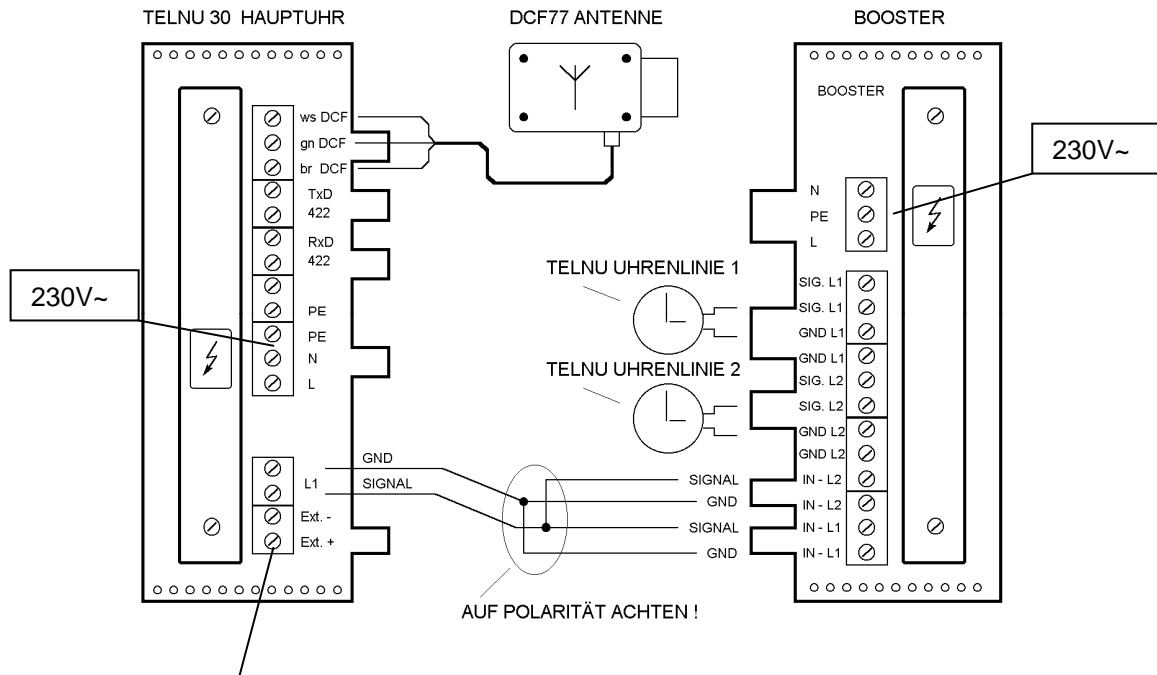 TELNU 30 HAUPTUHR
ws DCF
gn DCF
br DCF
TxD
422
RxD
422
PE
PE
N
L
230V~
L1
Ext. -
Ext. +
GND
SIGNAL
DCF77 ANTENNE
TELNU UHRENLINIE 1
TELNU UHRENLINIE 2
SIGNAL
GND
SIGNAL
GND
AUF POLARITÄT ACHTEN !
BOOSTER
BOOSTER
230V~
N
PE
L
SIG. L1
SIG. L1
GND L1
GND L1
SIG. L2
SIG. L2
GND L2
GND L2
IN - L2
IN - L2
IN - L1
IN - L1